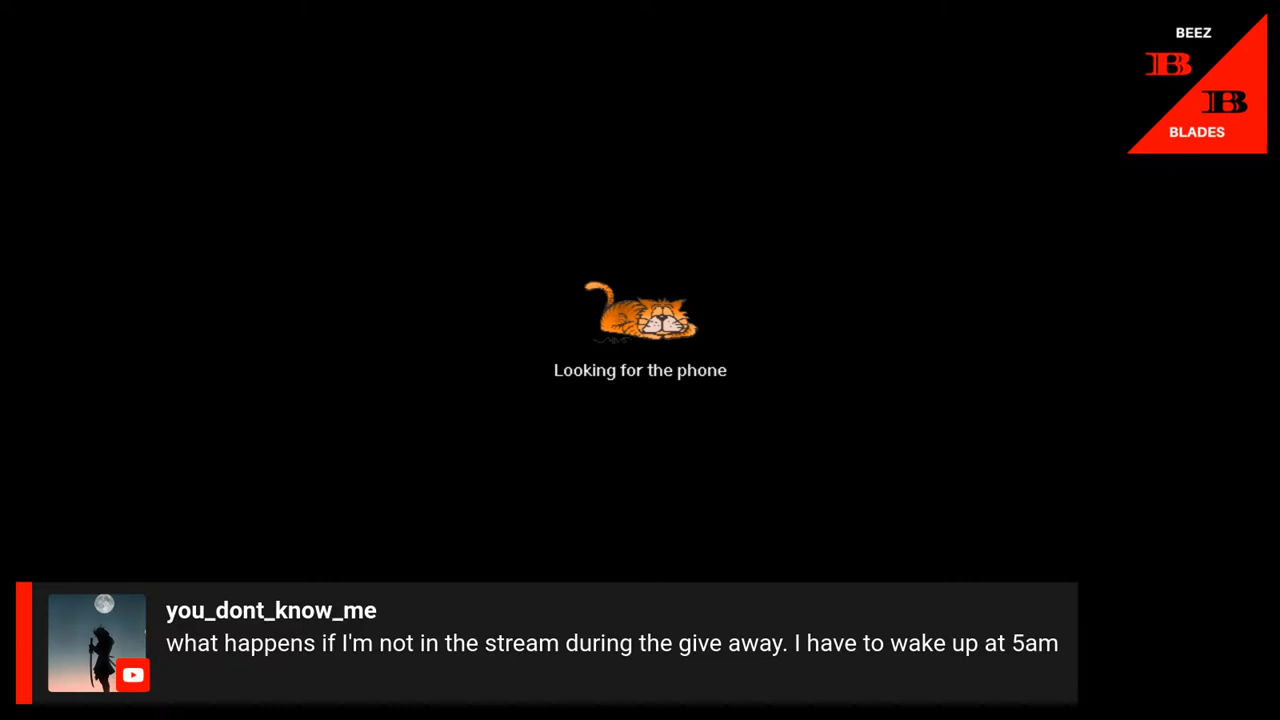 BEEZ
B
B
BLADES
Looking for the phone
you_dont_know_me
what happens if I'm not in the stream during the give away. I have to wake up at 5am